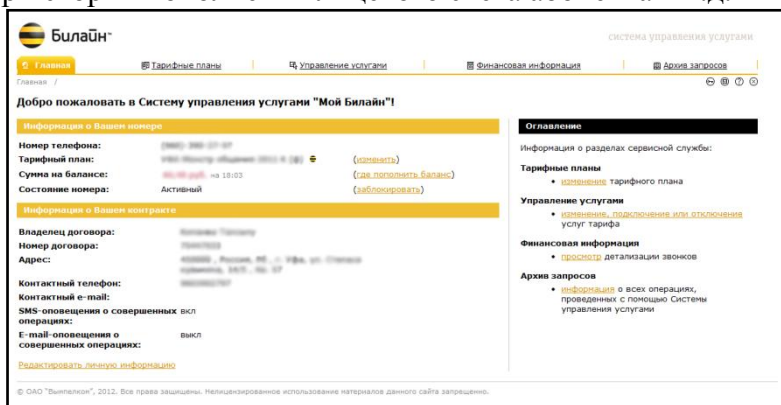 Билайн
система управления услугами
Главная
Тарифные планы
Управление услугами
Финансовая информация
Архив запросов
Главная /
Добро пожаловать в Систему управления услугами "Мой Билайн"!
Информация о Вашем номере
Номер телефона:
Тарифный план: (изменить)
Сумма на балансе: на 18:03 (где пополнить баланс)
Состояние номера: Активный (заблокировать)
Информация о Вашем контракте
Владелец договора:
Номер договора:
Адрес:
Контактный телефон:
Контактный e-mail:
SMS-оповещения о совершенных вкл
операциях:
E-mail-оповещения о выкл
совершенных операциях:
Редактировать личную информацию
Оглавление
Информация о разделах сервисной службы:
Тарифные планы
• изменение тарифного плана
Управление услугами
• изменение, подключение или отключение
услуг тарифа
Финансовая информация
• просмотр детализации звонков
Архив запросов
• информация о всех операциях,
проведенных с помощью Системы
управления услугами
© ОАО "Вымпелком", 2012. Все права защищены. Нелицензированное использование материалов данного сайта запрещенно.